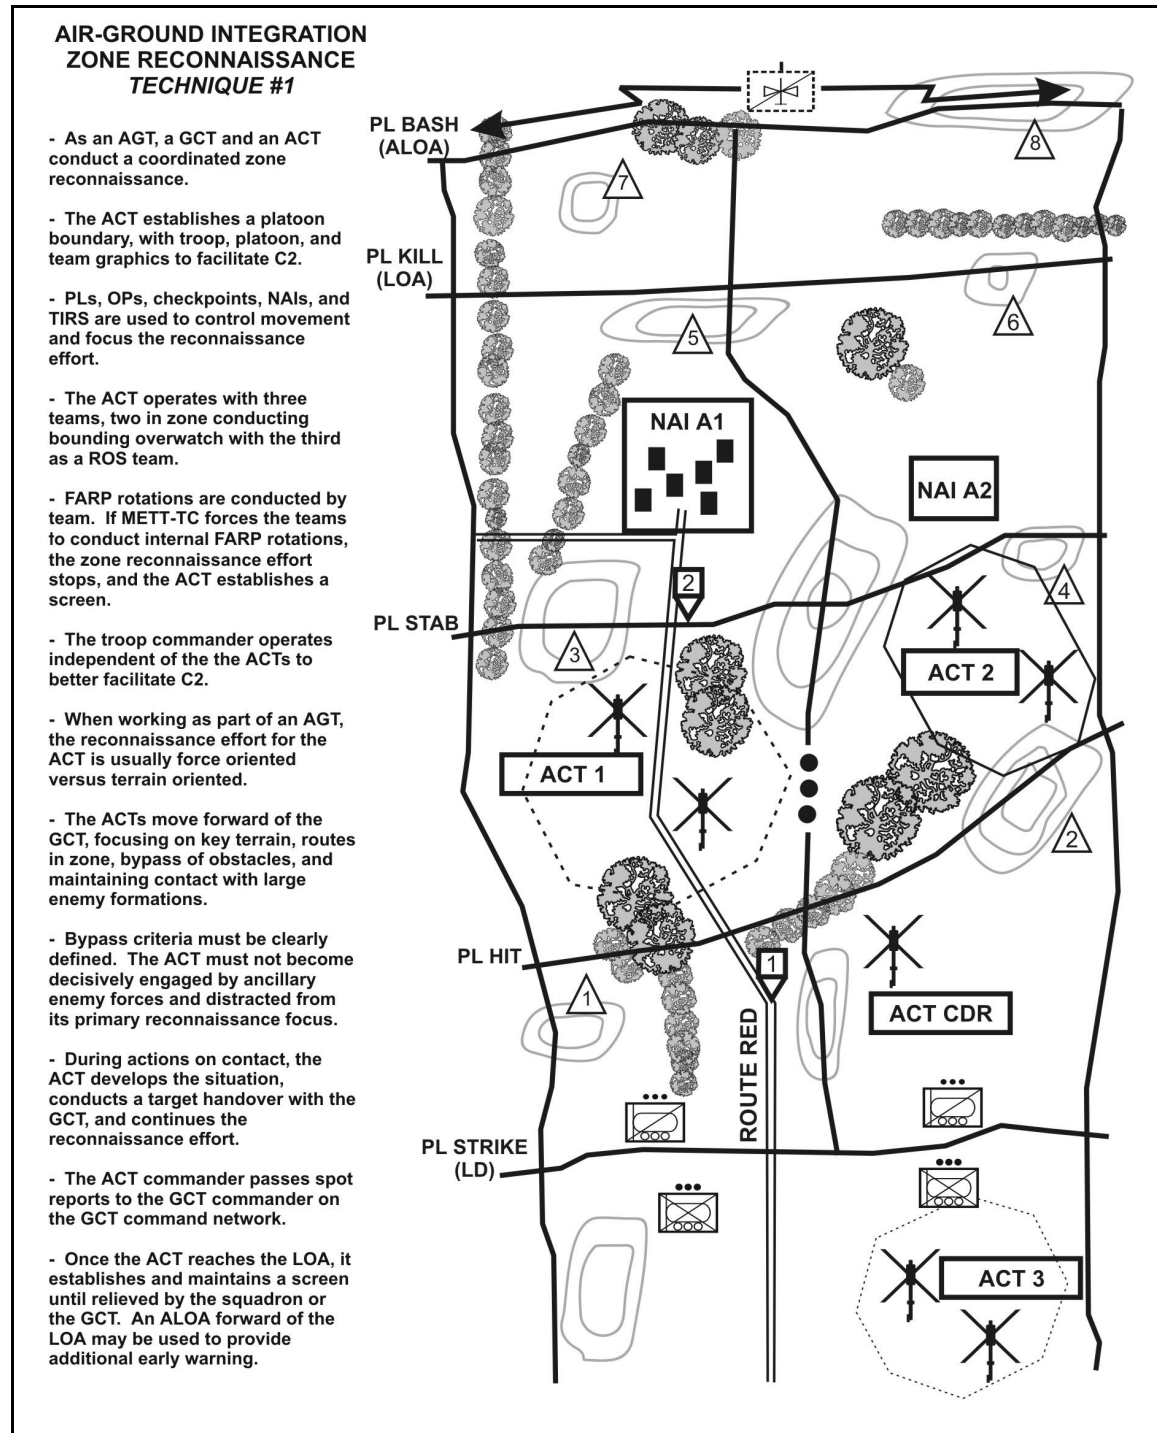 AIR-GROUND INTEGRATION
ZONE RECONNAISSANCE
TECHNIQUE #1
- As an AGT, a GCT and an ACT
conduct a coordinated zone
reconnaissance.
- The ACT establishes a platoon
boundary, with troop, platoon, and
team graphics to facilitate C2.
- PLs, OPs, checkpoints, NAIs, and
TIRS are used to control movement
and focus the reconnaissance
effort.
- The ACT operates with three
teams, two in zone conducting
bounding overwatch with the third
as a ROS team.
- FARP rotations are conducted by
team. If METT-TC forces the teams
to conduct internal FARP rotations,
the zone reconnaissance effort
stops, and the ACT establishes a
screen.
- The troop commander operates
independent of the the ACTs to
better facilitate C2.
- When working as part of an AGT,
the reconnaissance effort for the
ACT is usually force oriented
versus terrain oriented.
- The ACTs move forward of the
GCT, focusing on key terrain, routes
in zone, bypass of obstacles, and
maintaining contact with large
enemy formations.
- Bypass criteria must be clearly
defined. The ACT must not become
decisively engaged by ancillary
enemy forces and distracted from
its primary reconnaissance focus.
- During actions on contact, the
ACT develops the situation,
conducts a target handover with the
GCT, and continues the
reconnaissance effort.
- The ACT commander passes spot
reports to the GCT commander on
the GCT command network.
- Once the ACT reaches the LOA, it
establishes and maintains a screen
until relieved by the squadron or
the GCT. An ALOA forward of the
LOA may be used to provide
additional early warning.
PL BASH
(ALOA)
8
7
PL KILL
(LOA)
6
5
NAI A1
NAI A2
2
4
PL STAB
3
ACT 2
ACT 1
2
PL HIT
1
1
ACT CDR
ROUTE RED
PL STRIKE
(LD)
ACT 3